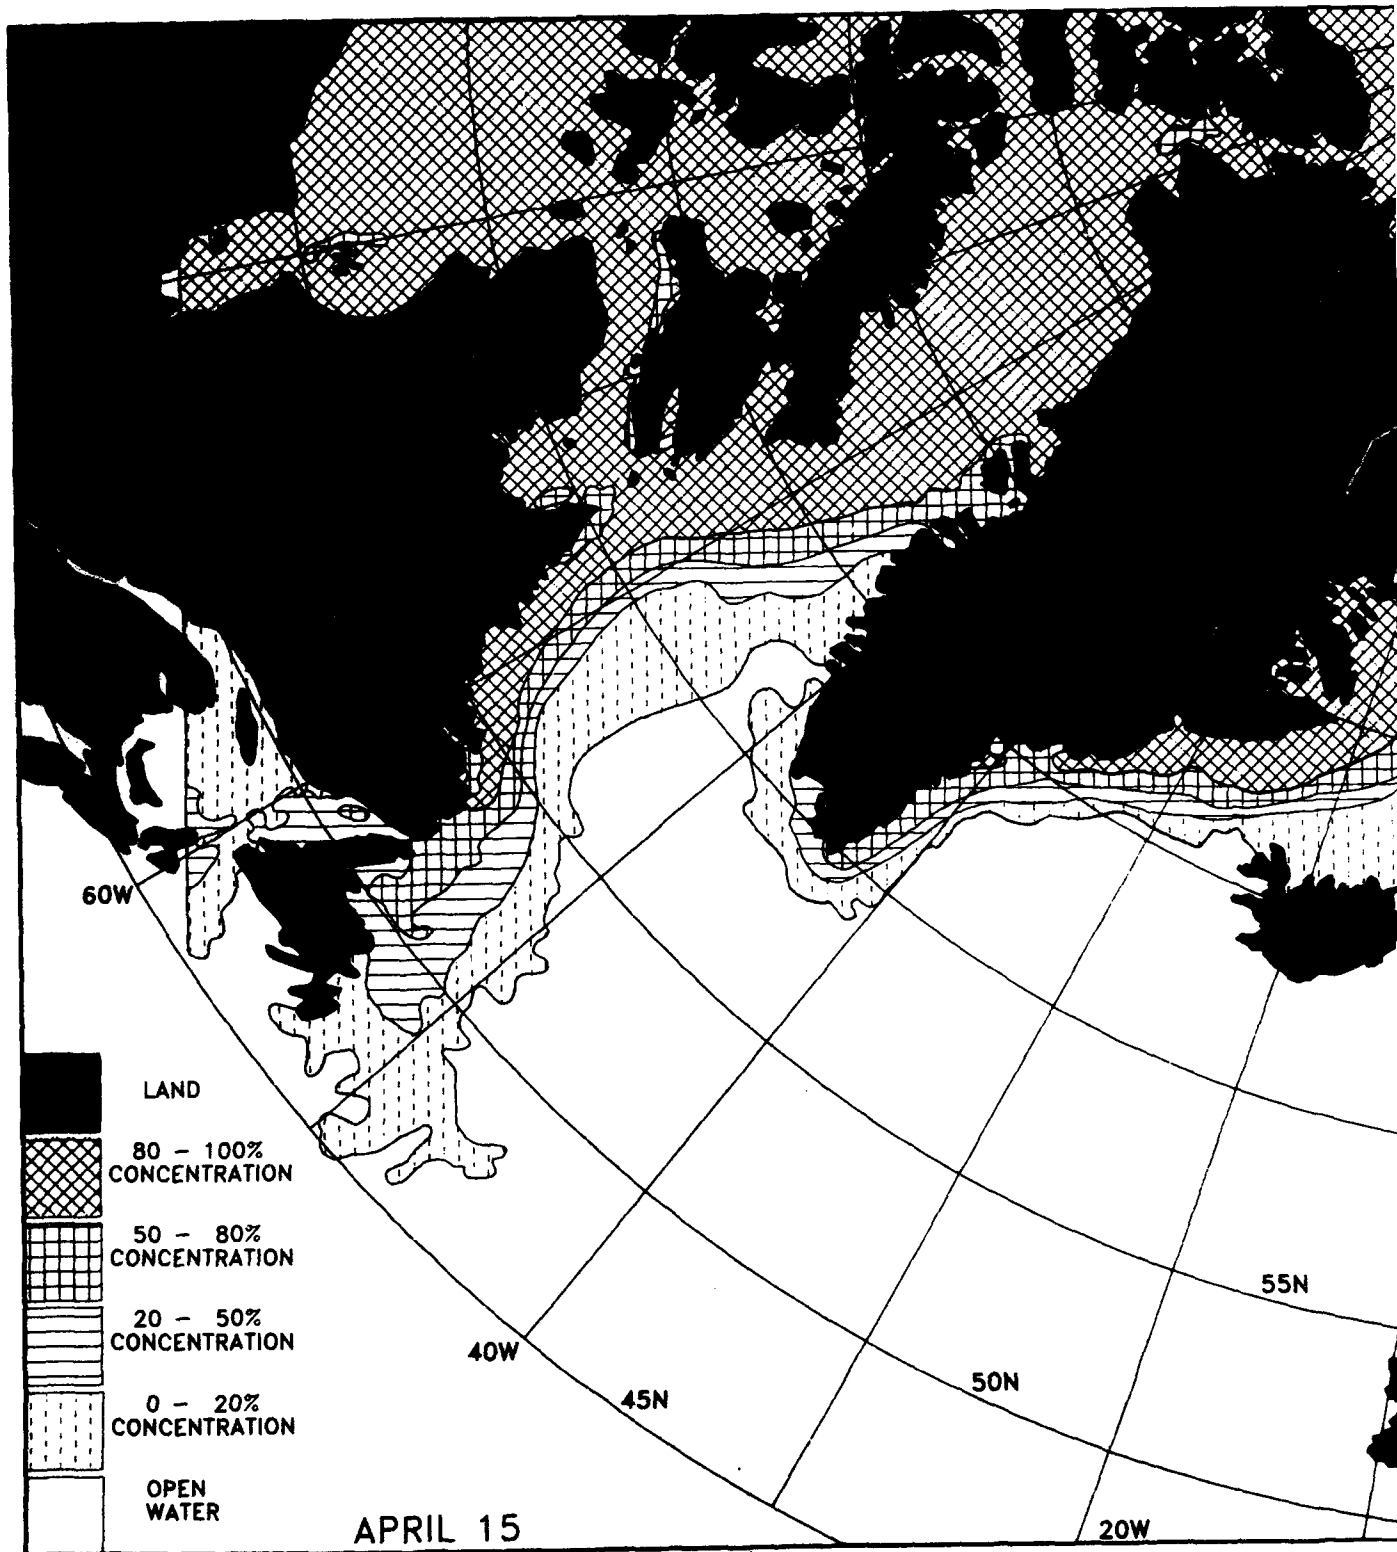 60W
LAND
80 - 100%
CONCENTRATION
50 - 80%
CONCENTRATION
20 - 50%
CONCENTRATION
0 - 20%
CONCENTRATION
OPEN
WATER
APRIL 15
40W
45N
50N
55N
20W